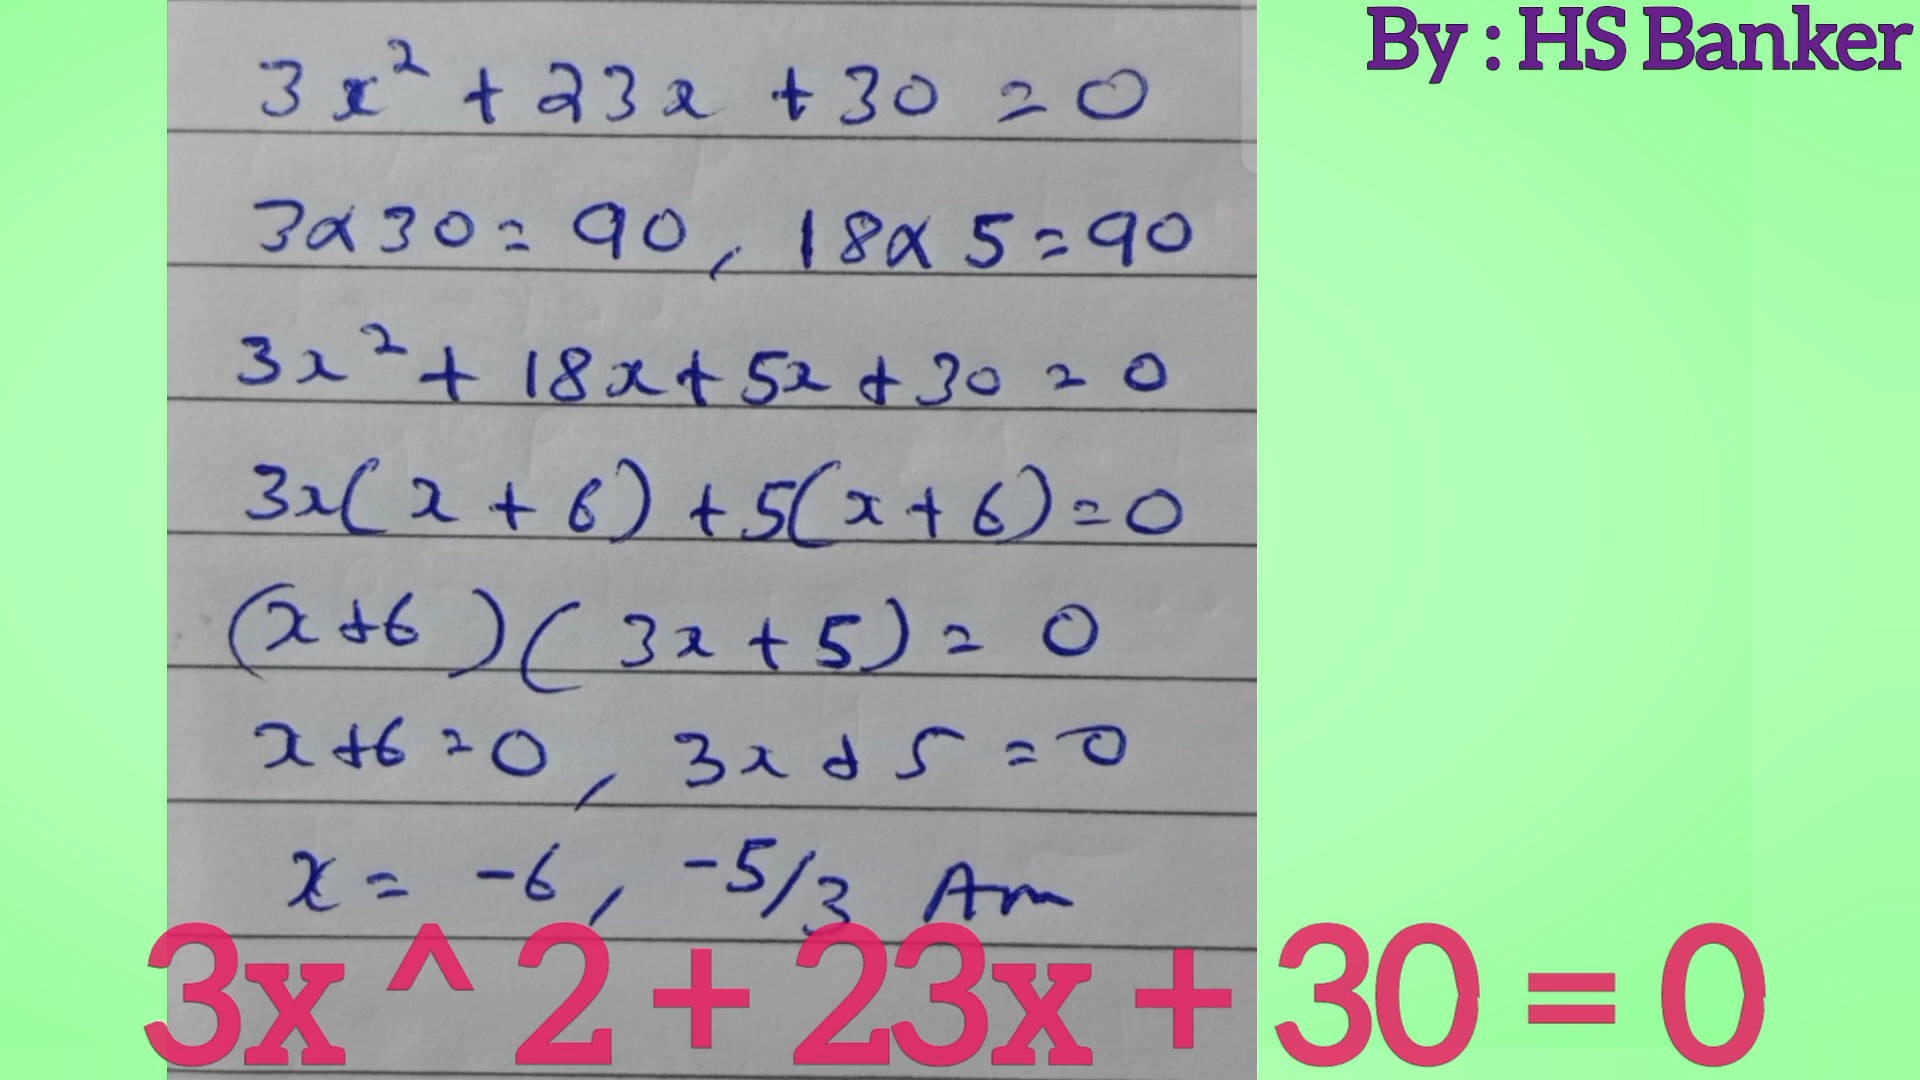 By : HS Banker
3x² + 23x + 30 = 0
3x30 = 90, 18x5 = 90
3x² + 18x + 5x + 30 = 0
3x(x + 6) + 5(x + 6) = 0
(x+6)(3x + 5) = 0
x+6 = 0, 3x + 5 = 0
x = -6, -5/3 Ans
3x ^ 2 + 23x + 30 = 0